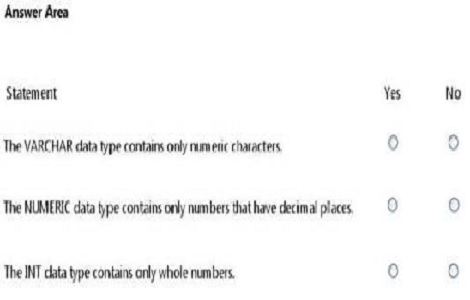 Answer Area
Statement Yes No
The VARCHAR data type contains only numeric characters.
The NUMERIC data type contains only numbers that have decimal places.
The INT data type contains only whole numbers.